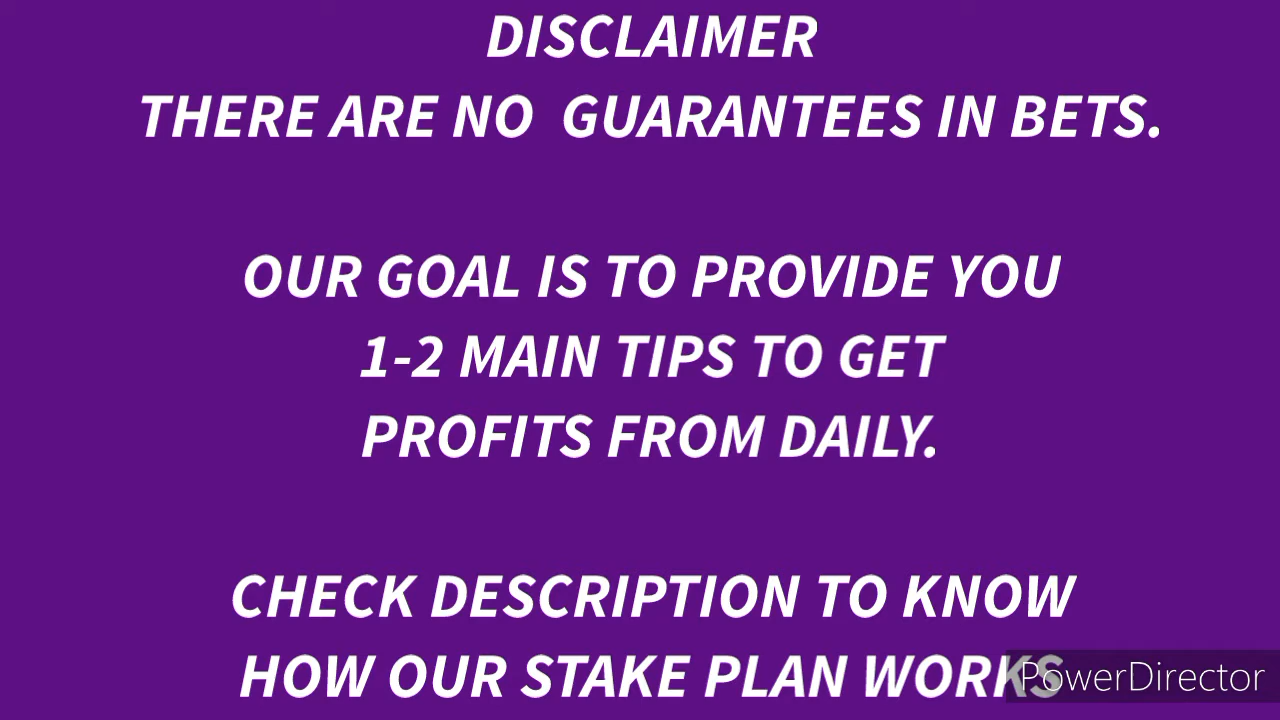 DISCLAIMER
THERE ARE NO GUARANTEES IN BETS.
OUR GOAL IS TO PROVIDE YOU
1-2 MAIN TIPS TO GET
PROFITS FROM DAILY.
CHECK DESCRIPTION TO KNOW
HOW OUR STAKE PLAN WORKS
PowerDirector